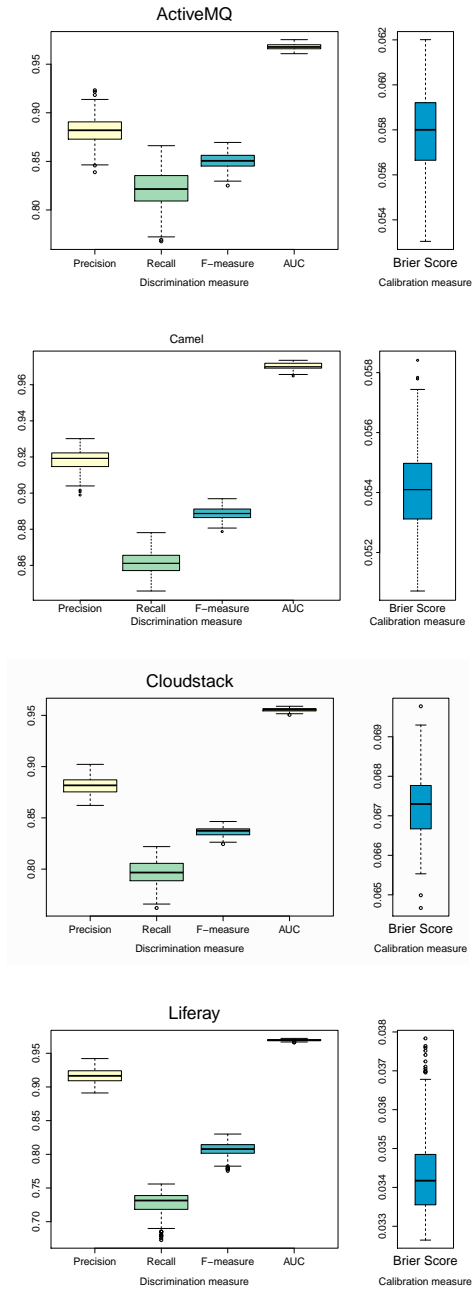 ActiveMQ
0.95
0.90
0.85
0.80
Precision Recall F−measure AUC
Discrimination measure
0.062
0.060
0.058
0.056
0.054
Brier Score
Calibration measure
Camel
0.96
0.94
0.92
0.90
0.88
0.86
Precision Recall F−measure AUC
Discrimination measure
0.058
0.056
0.054
0.052
Brier Score
Calibration measure
Cloudstack
0.95
0.90
0.85
0.80
Precision Recall F−measure AUC
Discrimination measure
0.069
0.068
0.067
0.066
0.065
Brier Score
Calibration measure
Liferay
0.95
0.90
0.85
0.80
0.75
0.70
Precision Recall F−measure AUC
Discrimination measure
0.038
0.037
0.036
0.035
0.034
0.033
Brier Score
Calibration measure